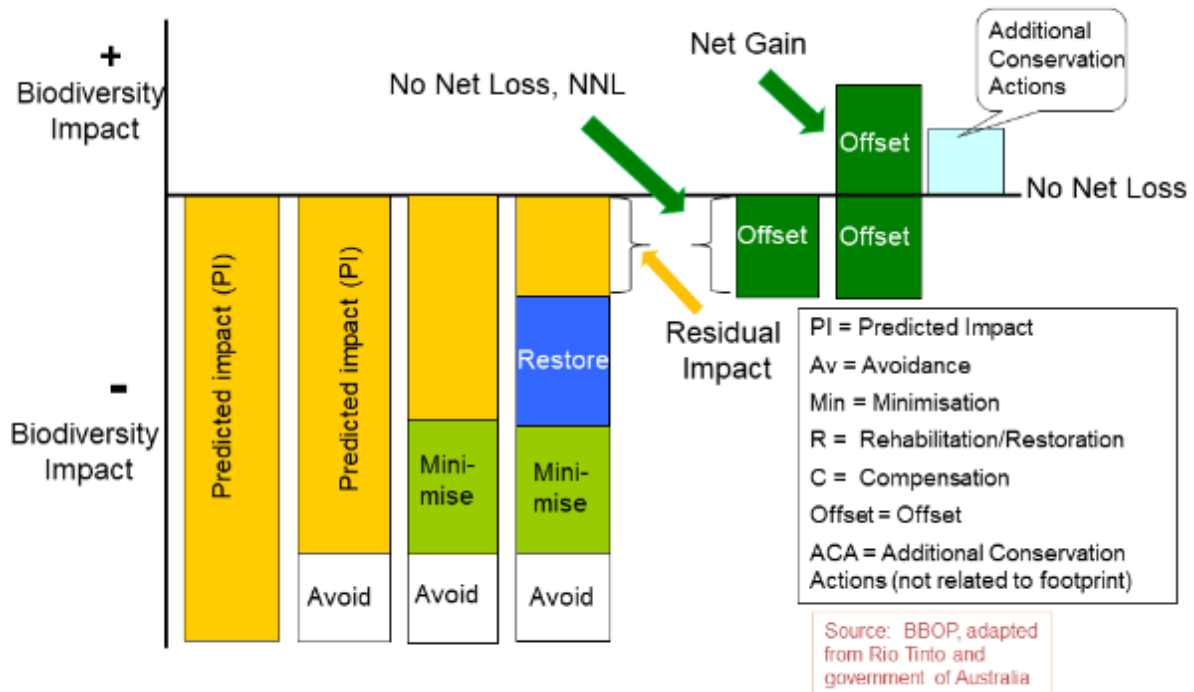 +
Biodiversity
Impact
No Net Loss, NNL
Net Gain
Additional
Conservation
Actions
Offset
No Net Loss
Predicted impact (PI)
Predicted impact (PI)
Offset
Offset
Residual
Impact
Restore
-
Biodiversity
Impact
Mini-
mise
Mini-
mise
Avoid
Avoid
Avoid
PI = Predicted Impact
Av = Avoidance
Min = Minimisation
R = Rehabilitation/Restoration
C = Compensation
Offset = Offset
ACA = Additional Conservation
Actions (not related to footprint)
Source: BBOP, adapted
from Rio Tinto and
government of Australia